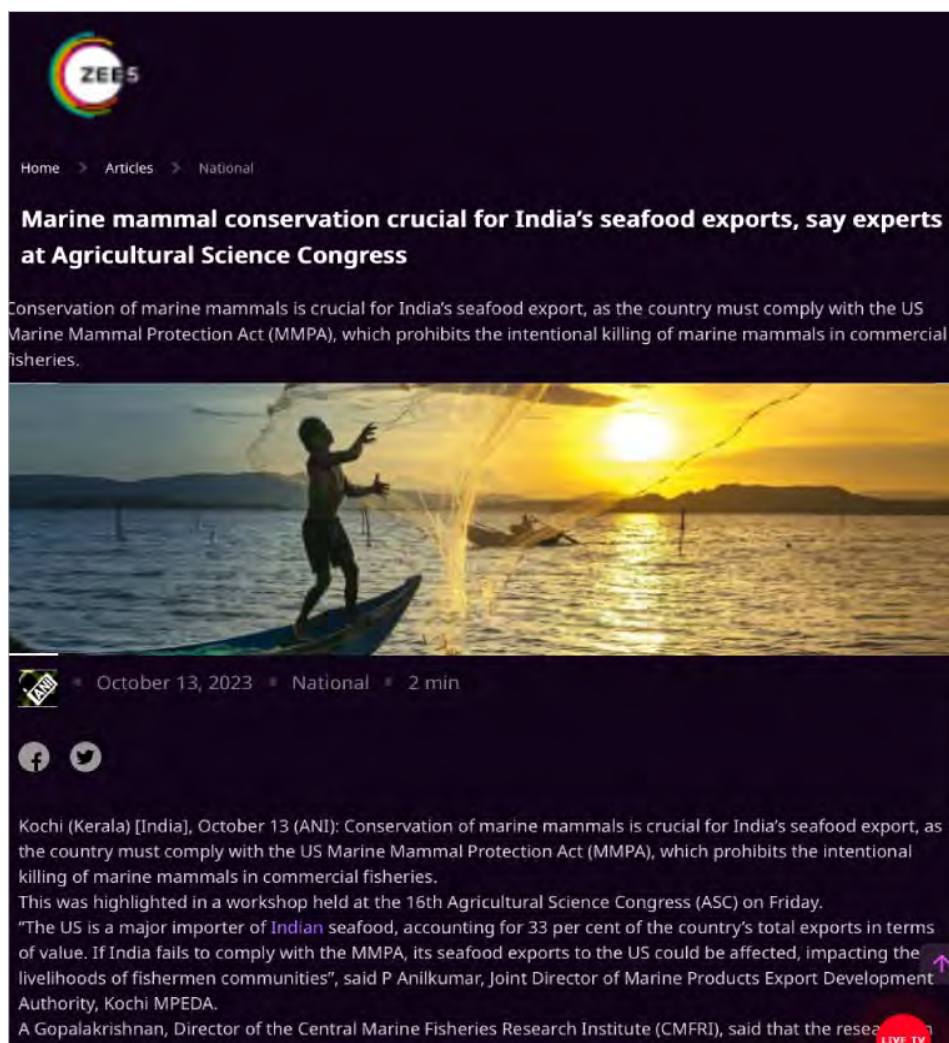 ZEE5
Home > Articles > National
Marine mammal conservation crucial for India's seafood exports, say experts
at Agricultural Science Congress
Conservation of marine mammals is crucial for India's seafood export, as the country must comply with the US
Marine Mammal Protection Act (MMPA), which prohibits the intentional killing of marine mammals in commercial
fisheries.
ANI
October 13, 2023 National 2 min
Kochi (Kerala) [India], October 13 (ANI): Conservation of marine mammals is crucial for India's seafood export, as
the country must comply with the US Marine Mammal Protection Act (MMPA), which prohibits the intentional
killing of marine mammals in commercial fisheries.
This was highlighted in a workshop held at the 16th Agricultural Science Congress (ASC) on Friday.
"The US is a major importer of Indian seafood, accounting for 33 per cent of the country's total exports in terms
of value. If India fails to comply with the MMPA, its seafood exports to the US could be affected, impacting the
livelihoods of fishermen communities", said P Anilkumar, Joint Director of Marine Products Export Development
Authority, Kochi MPEDA.
A Gopalakrishnan, Director of the Central Marine Fisheries Research Institute (CMFRI), said that the
LIVE TV